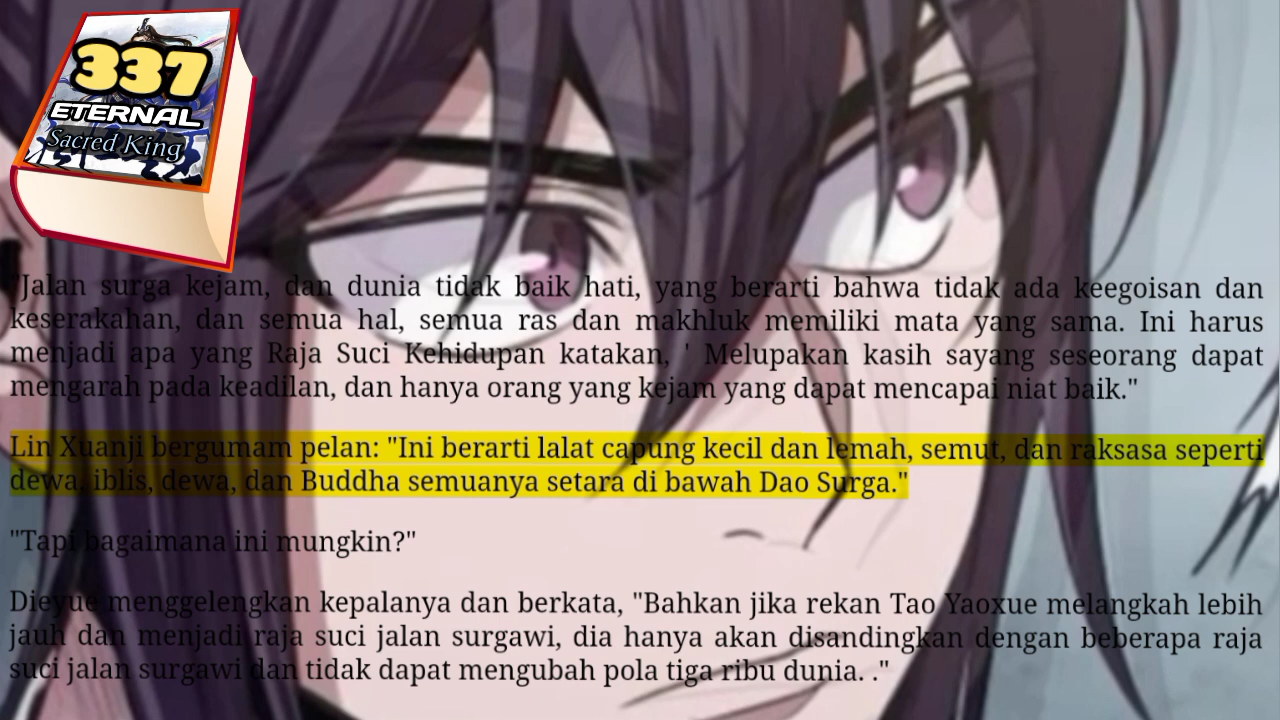 337
ETERNAL
Sacred King
"Jalan surga kejam, dan dunia tidak baik hati, yang berarti bahwa tidak ada keegoisan dan
keserakahan, dan semua hal, semua ras dan makhluk memiliki mata yang sama. Ini harus
menjadi apa yang Raja Suci Kehidupan katakan, ' Melupakan kasih sayang seseorang dapat
mengarah pada keadilan, dan hanya orang yang kejam yang dapat mencapai niat baik."
Lin Xuanji bergumam pelan: "Ini berarti lalat capung kecil dan lemah, semut, dan raksasa seperti
dewa, iblis, dewa, dan Buddha semuanya setara di bawah Dao Surga."
"Tapi bagaimana ini mungkin?"
Dieyue menggelengkan kepalanya dan berkata, "Bahkan jika rekan Tao Yaoxue melangkah lebih
jauh dan menjadi raja suci jalan surgawi, dia hanya akan disandingkan dengan beberapa raja
suci jalan surgawi dan tidak dapat mengubah pola tiga ribu dunia. ."